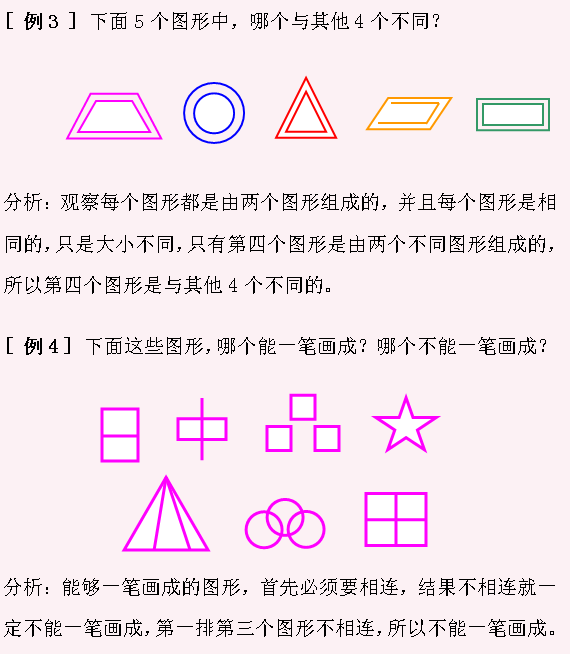 [ 例3 ] 下面5个图形中，哪个与其他4个不同？
分析：观察每个图形都是由两个图形组成的，并且每个图形是相
同的，只是大小不同，只有第四个图形是由两个不同图形组成的，
所以第四个图形是与其他4个不同的。
[ 例4 ] 下面这些图形，哪个能一笔画成？哪个不能一笔画成？
分析：能够一笔画成的图形，首先必须要相连，结果不相连就一
定不能一笔画成，第一排第三个图形不相连，所以不能一笔画成。